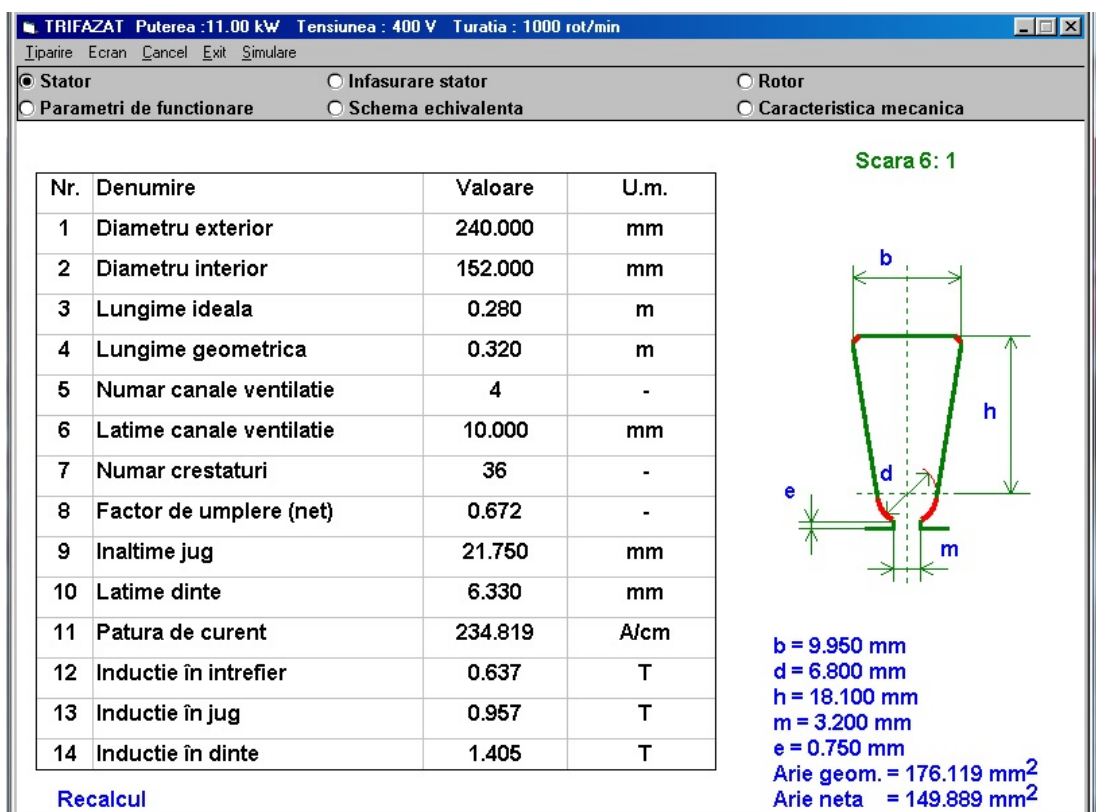 TRIFAZAT Puterea :11.00 kW Tensiunea : 400 V Turatia : 1000 rot/min
Tiparire Ecran Cancel Exit Simulare
Stator Infasurare stator Rotor
Parametri de functionare Schema echivalenta Caracteristica mecanica
Scara 6: 1
Nr. Denumire Valoare U.m.
1 Diametru exterior 240.000 mm
2 Diametru interior 152.000 mm
3 Lungime ideala 0.280 m
4 Lungime geometrica 0.320 m
5 Numar canale ventilatie 4 -
6 Latime canale ventilatie 10.000 mm
7 Numar crestaturi 36 -
8 Factor de umplere (net) 0.672 -
9 Inaltime jug 21.750 mm
10 Latime dinte 6.330 mm
11 Patura de curent 234.819 A/cm
12 Inductie în intrefier 0.637 T
13 Inductie în jug 0.957 T
14 Inductie în dinte 1.405 T
Recalcul
b
h
d
e
m
b = 9.950 mm
d = 6.800 mm
h = 18.100 mm
m = 3.200 mm
e = 0.750 mm
Arie geom. = 176.119 mm2
Arie neta = 149.889 mm2